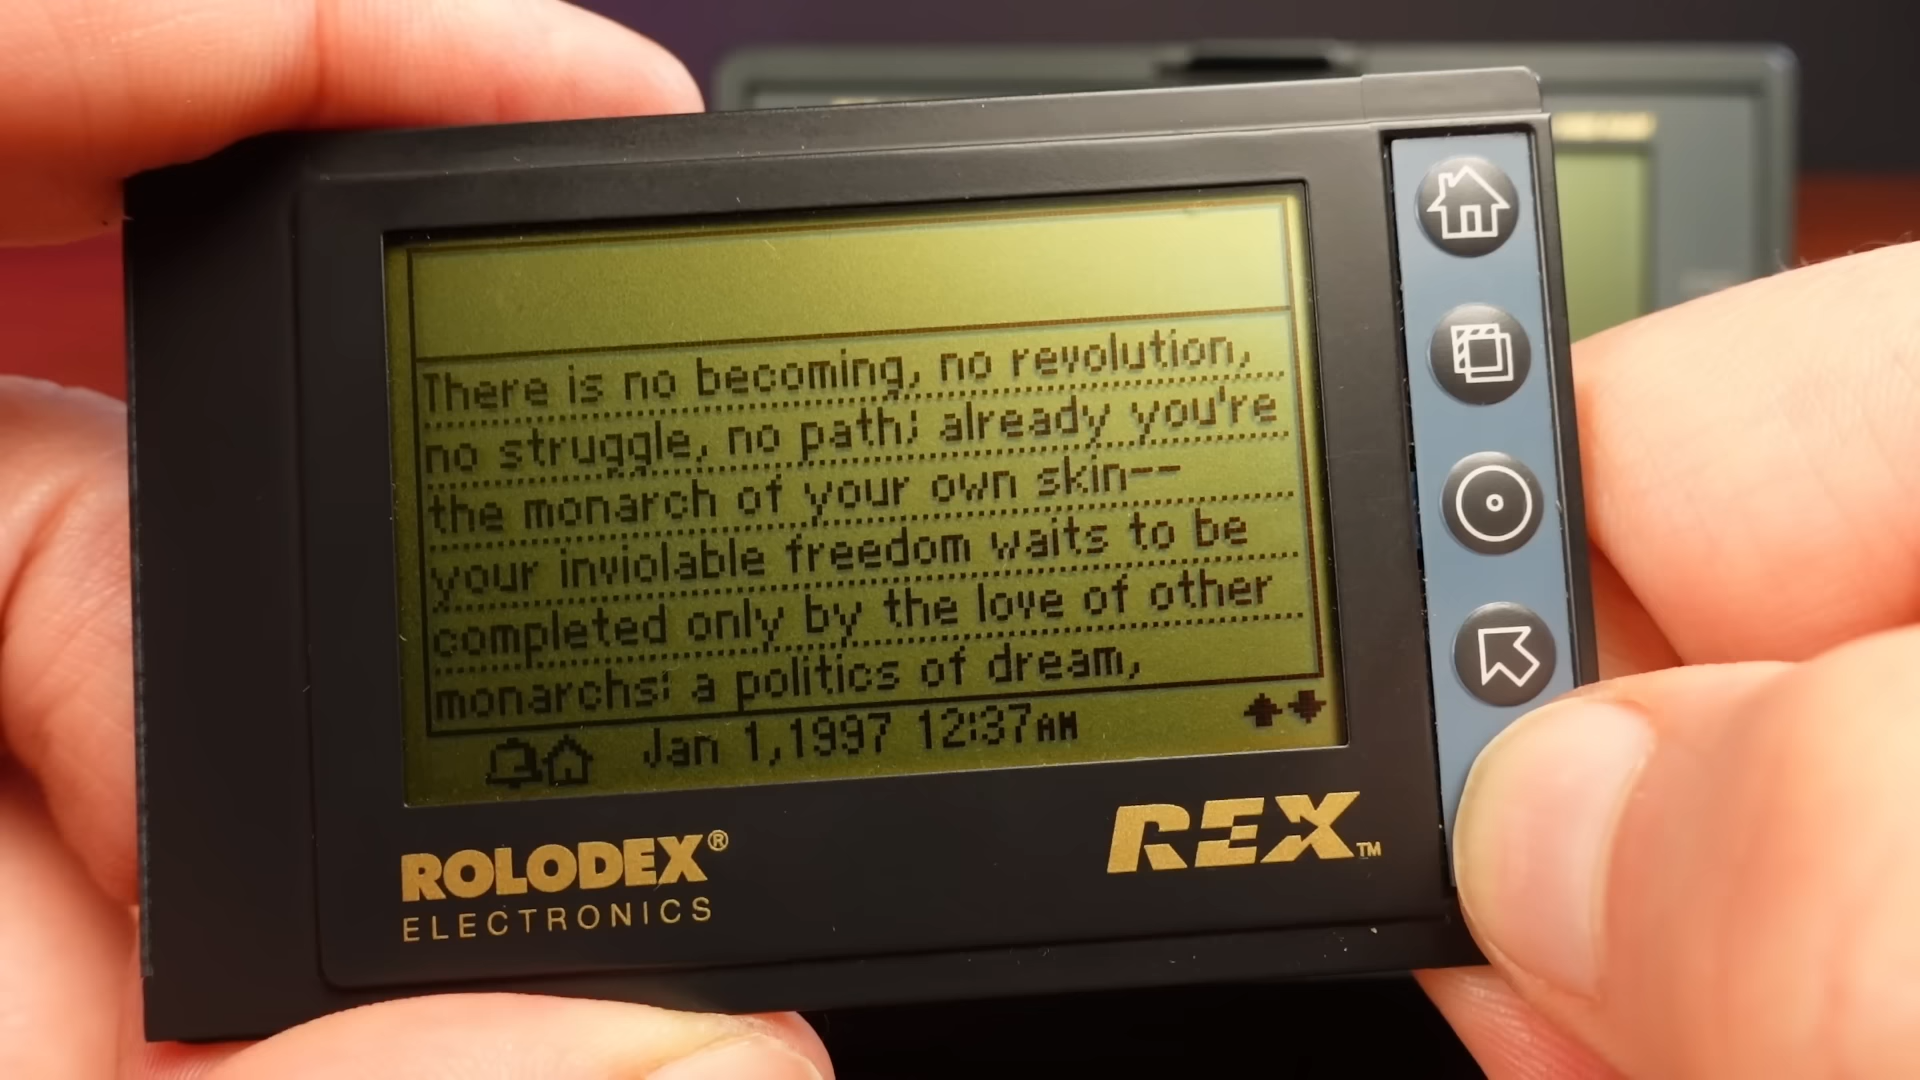 There is no becoming, no revolution,
no struggle, no path; already you're
the monarch of your own skin--
your inviolable freedom waits to be
completed only by the love of other
monarchs: a politics of dream,
Jan 1,1997 12:37AM
ROLODEX®
ELECTRONICS
REX™